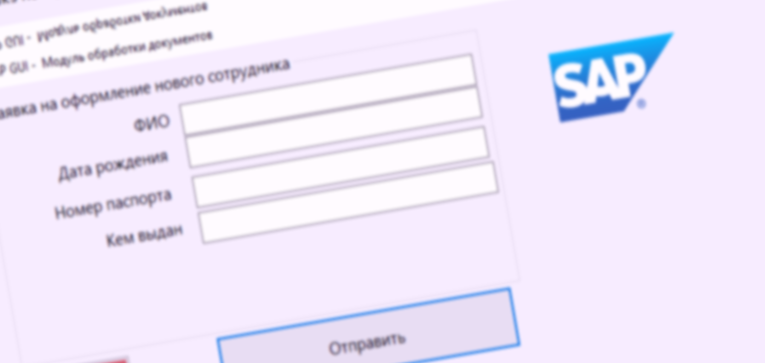 GUI - Модуль обработки документов
P GUI - Модуль обработки документов
аявка на оформление нового сотрудника
ФИО
Дата рождения
Номер паспорта
Кем выдан
Отправить
SAP ®